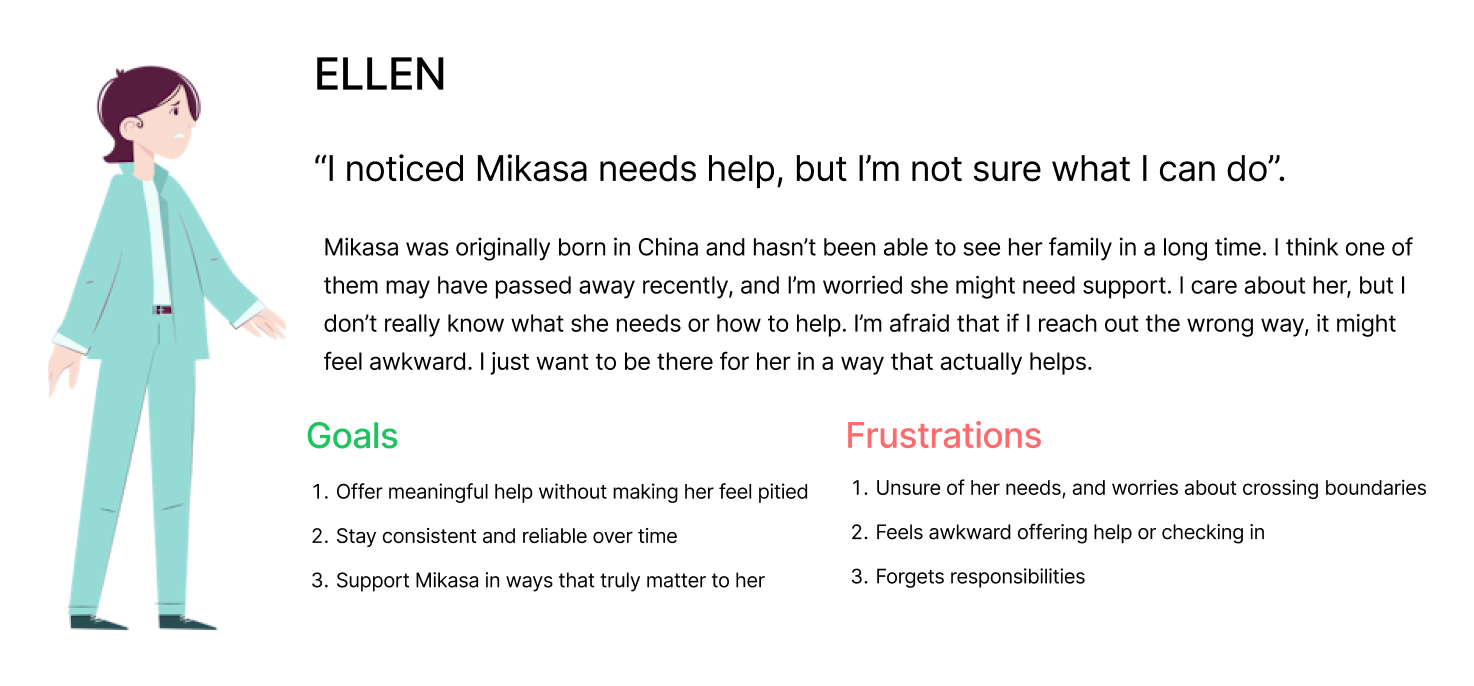 ELLEN
“I noticed Mikasa needs help, but I’m not sure what I can do”.
Mikasa was originally born in China and hasn’t been able to see her family in a long time. I think one of
them may have passed away recently, and I’m worried she might need support. I care about her, but I
don’t really know what she needs or how to help. I’m afraid that if I reach out the wrong way, it might
feel awkward. I just want to be there for her in a way that actually helps.
Goals
1. Offer meaningful help without making her feel pitied
2. Stay consistent and reliable over time
3. Support Mikasa in ways that truly matter to her
Frustrations
1. Unsure of her needs, and worries about crossing boundaries
2. Feels awkward offering help or checking in
3. Forgets responsibilities